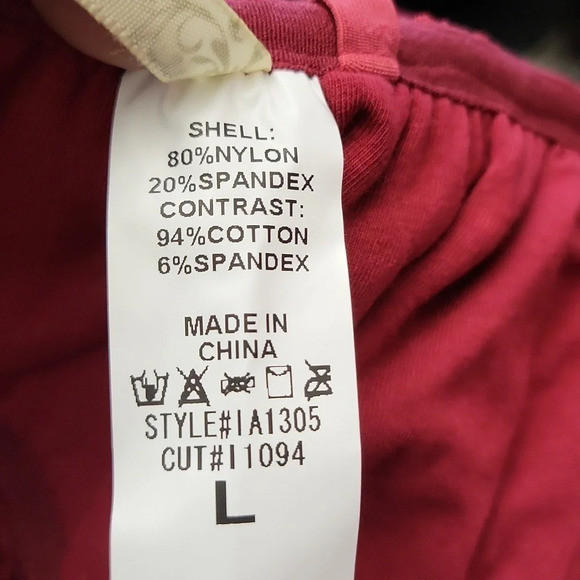 SHELL:
80%NYLON
20%SPANDEX
CONTRAST:
94%COTTON
6%SPANDEX
MADE IN
CHINA
STYLE#IA1305
CUT#I1094
L